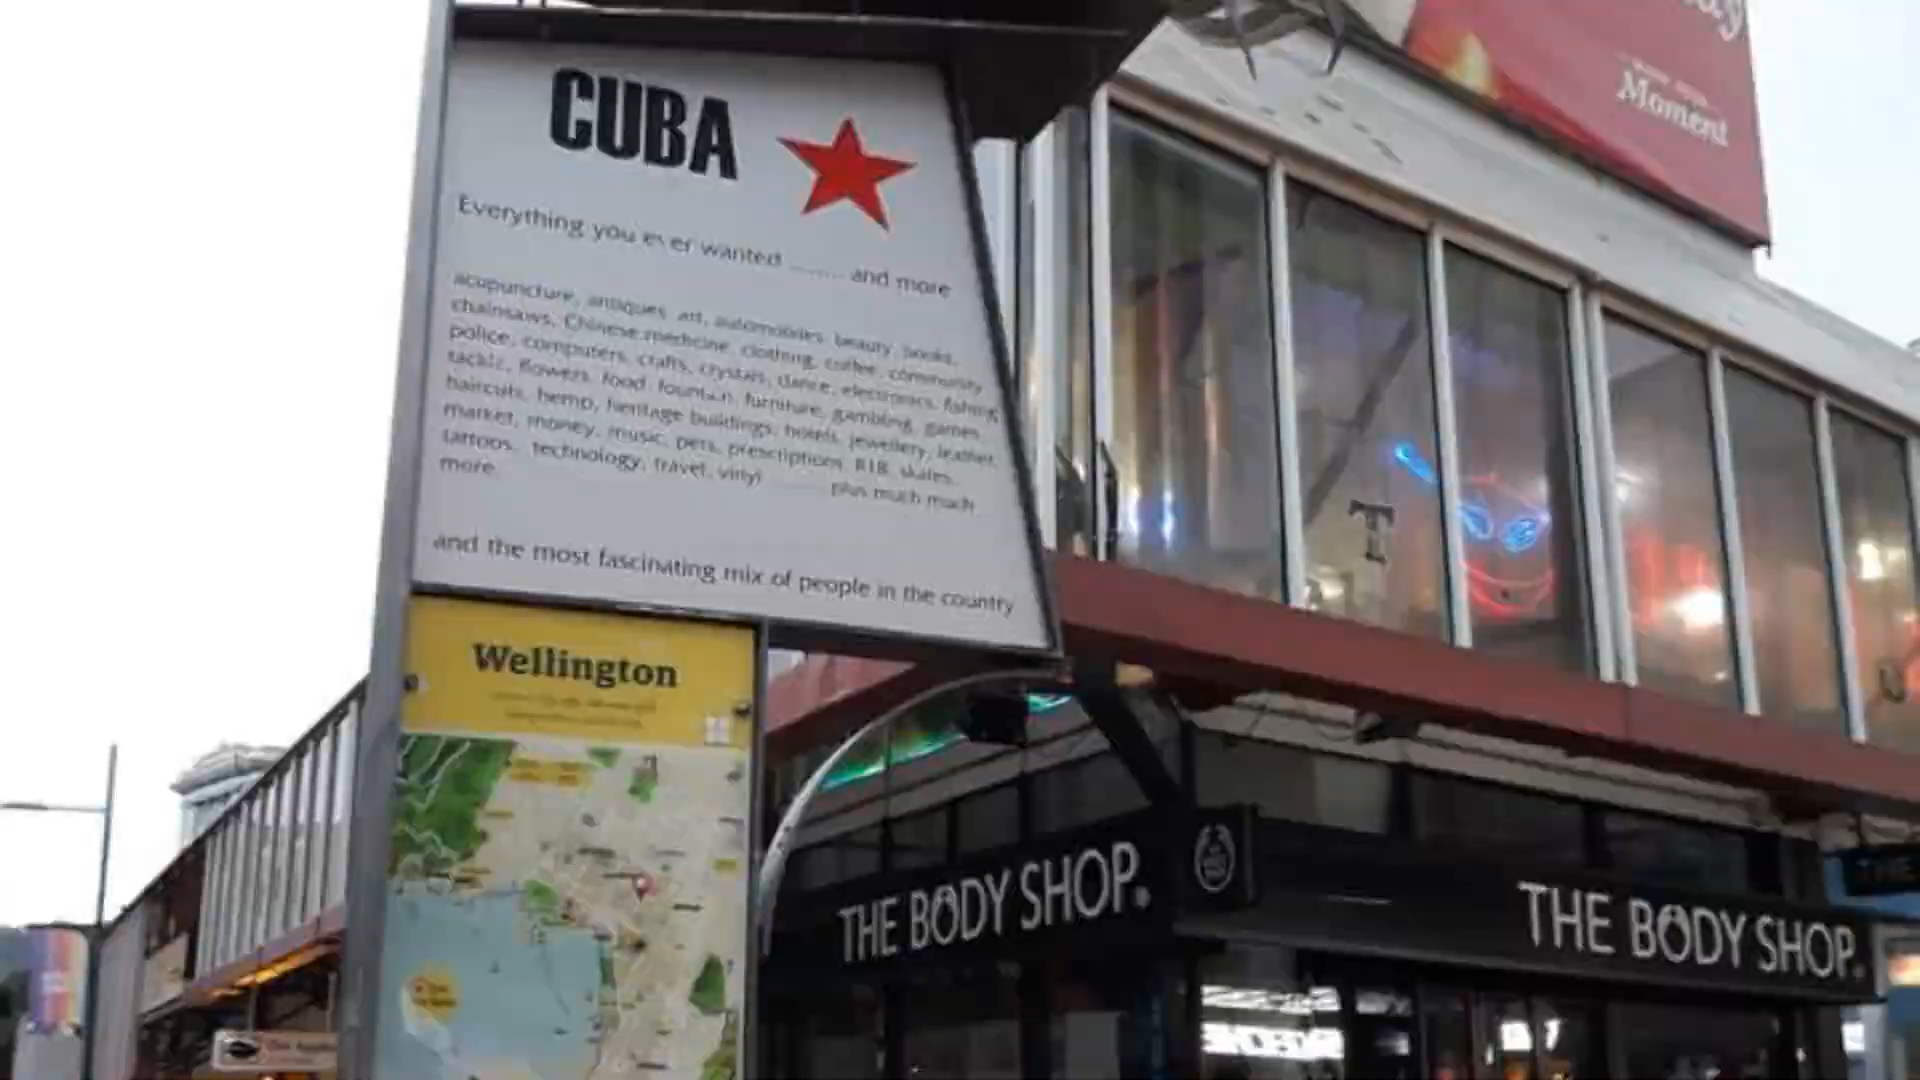 CUBA
Everything you ever wanted ........ and more
acupuncture, antiques, art, automobiles, beauty, books,
chainsaws, Chinese medicine, clothing, coffee, community
police, computers, crafts, crystals, dance, electronics, fishing
tackle, flowers, food, fountain, furniture, gambling, games,
haircuts, hemp, heritage buildings, hotels, jewellery, leather,
market, money, music, pets, prescriptions, R18, skates,
tattoos, technology, travel, vinyl ........ plus much much
more
and the most fascinating mix of people in the country
Wellington
Moment
T
THE BODY SHOP.
THE BODY SHOP.
THE